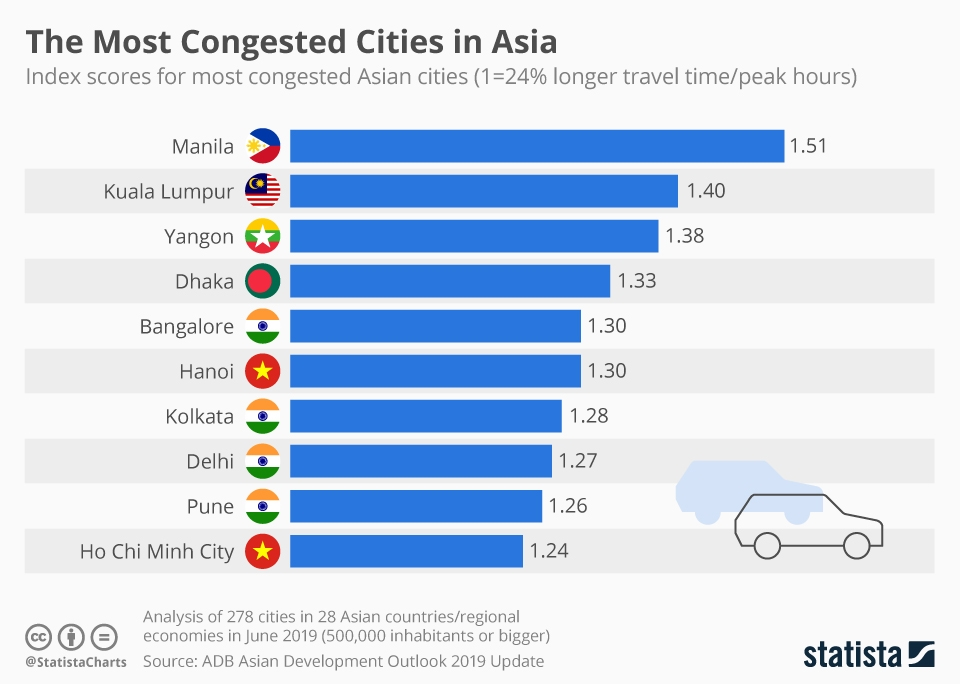 The Most Congested Cities in Asia
Index scores for most congested Asian cities (1=24% longer travel time/peak hours)
Manila 1.51
Kuala Lumpur 1.40
Yangon 1.38
Dhaka 1.33
Bangalore 1.30
Hanoi 1.30
Kolkata 1.28
Delhi 1.27
Pune 1.26
Ho Chi Minh City 1.24
cc
@StatistaCharts
Analysis of 278 cities in 28 Asian countries/regional
economies in June 2019 (500,000 inhabitants or bigger)
Source: ADB Asian Development Outlook 2019 Update
statista